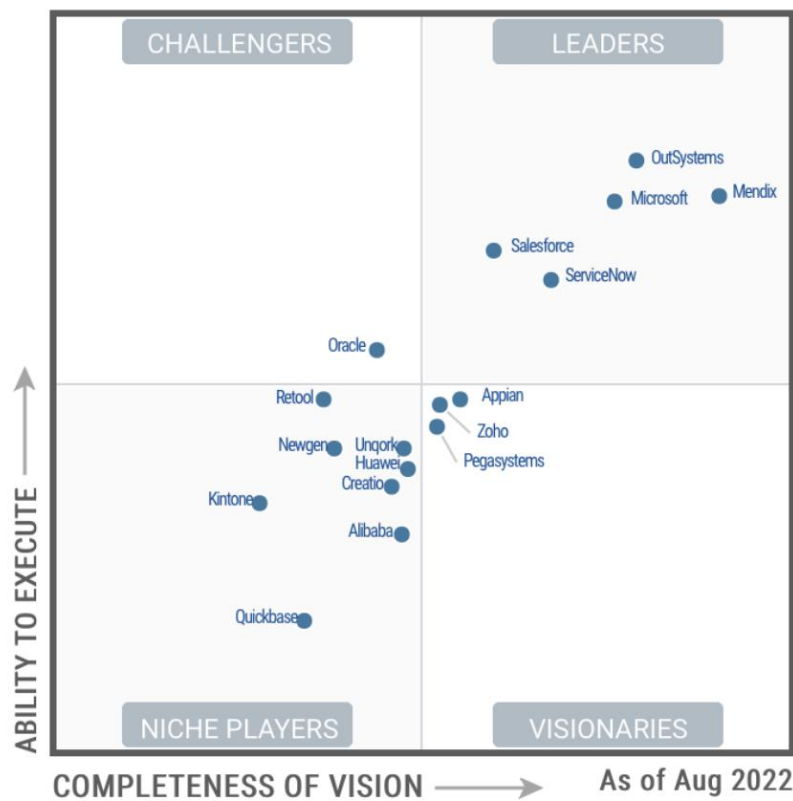 CHALLENGERS
LEADERS
OutSystems
Microsoft
Mendix
Salesforce
ServiceNow
Oracle
Retool
Appian
Zoho
Newgen
Unqork
Pegasystems
Huawei
Creatio
Kintone
Alibaba
Quickbase
ABILITY TO EXECUTE
NICHE PLAYERS
VISIONARIES
COMPLETENESS OF VISION
As of Aug 2022